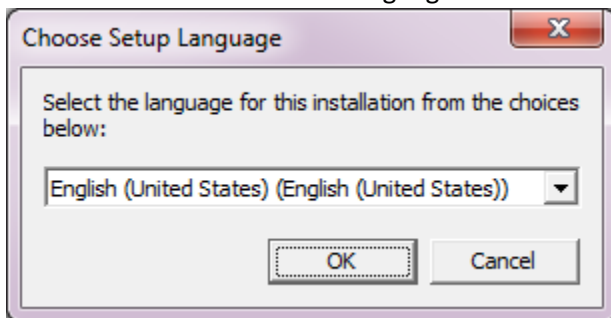 Choose Setup Language
Select the language for this installation from the choices
below:
English (United States) (English (United States))
OK
Cancel